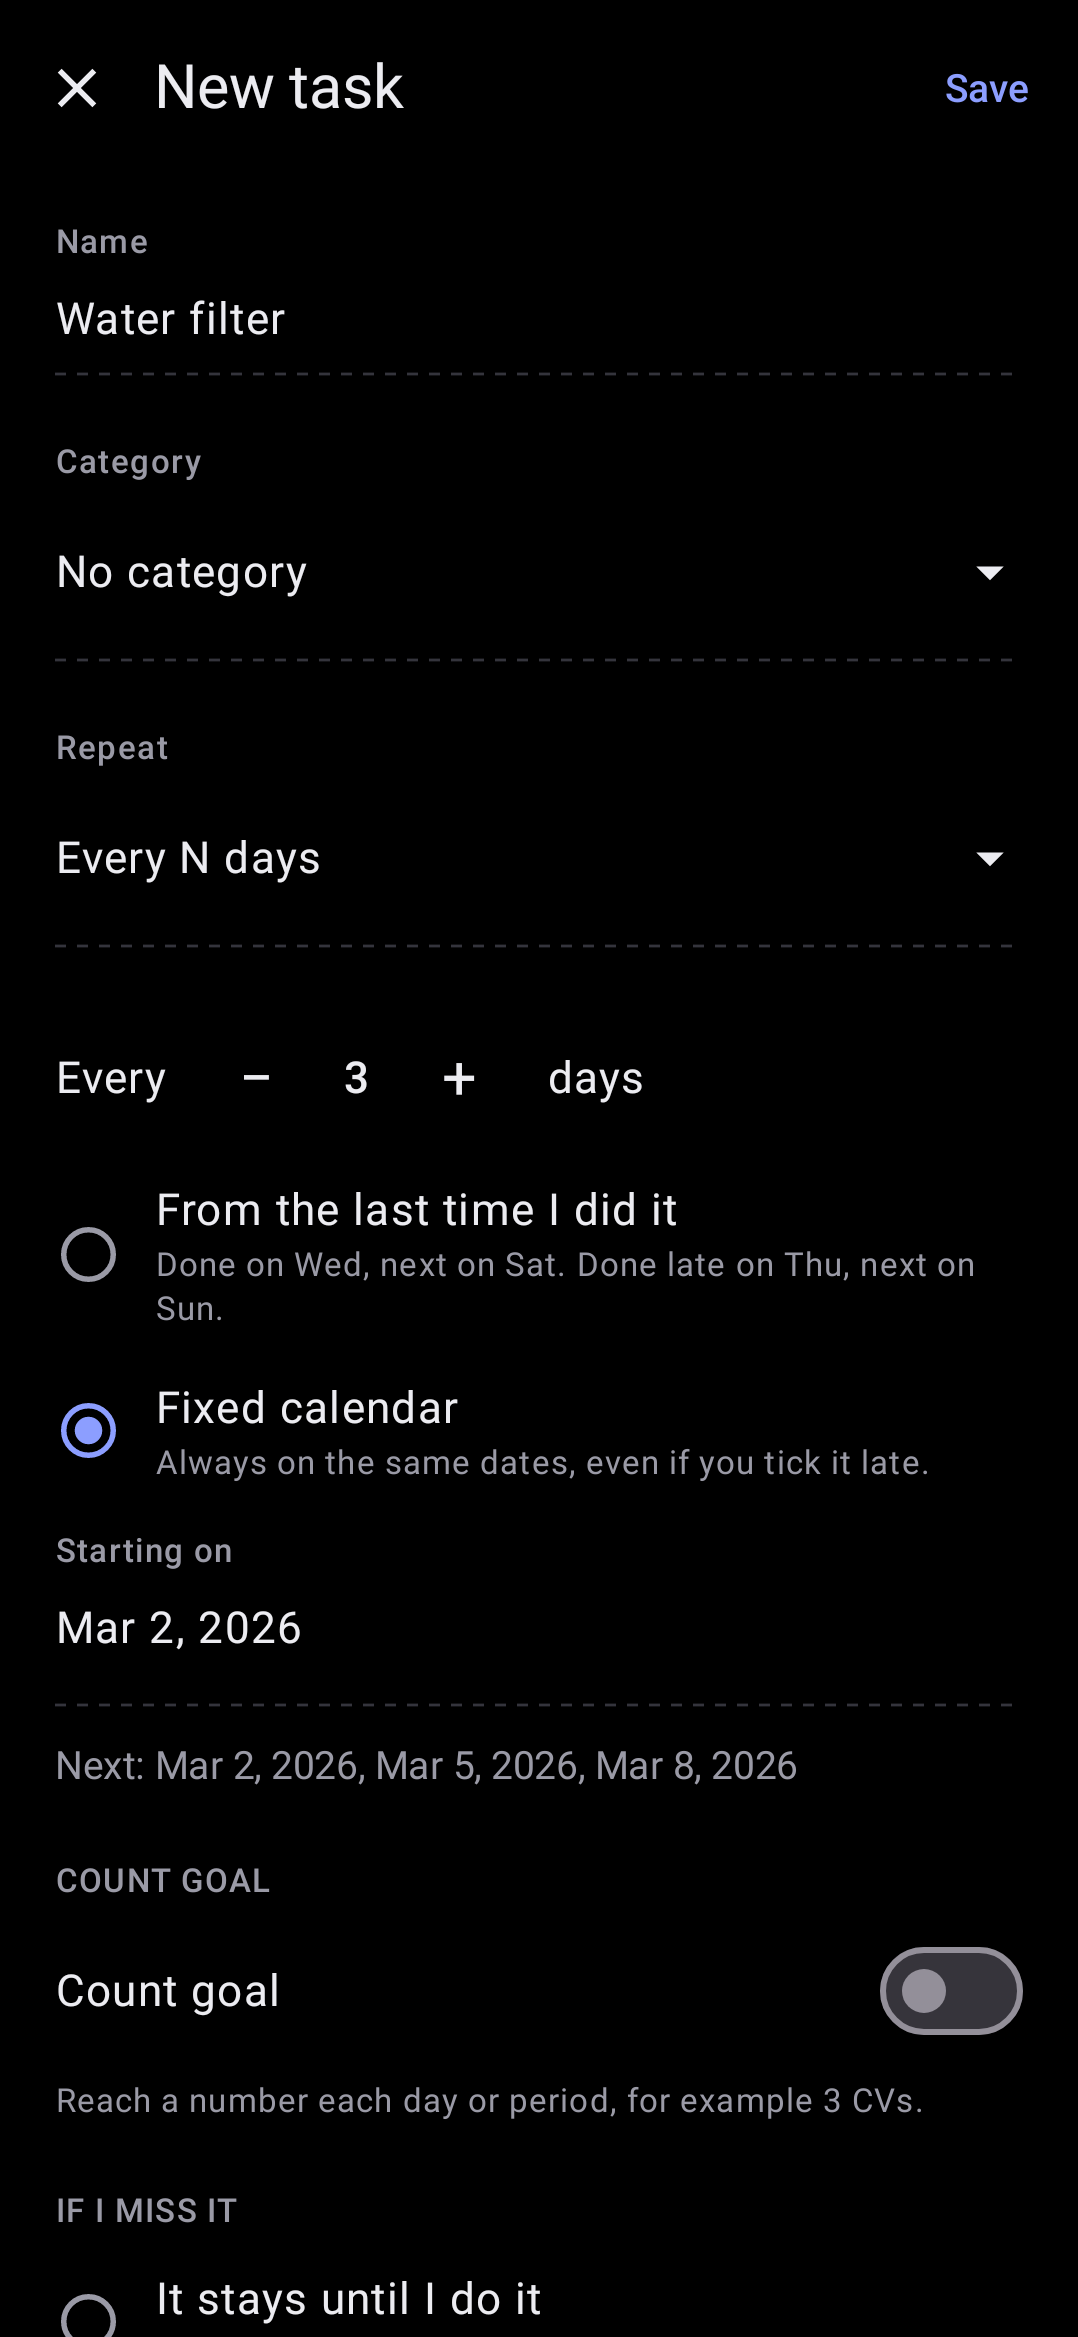 New task
Save
Name
Water filter
Category
No category
Repeat
Every N days
Every − 3 + days
From the last time I did it
Done on Wed, next on Sat. Done late on Thu, next on
Sun.
Fixed calendar
Always on the same dates, even if you tick it late.
Starting on
Mar 2, 2026
Next: Mar 2, 2026, Mar 5, 2026, Mar 8, 2026
COUNT GOAL
Count goal
Reach a number each day or period, for example 3 CVs.
IF I MISS IT
It stays until I do it